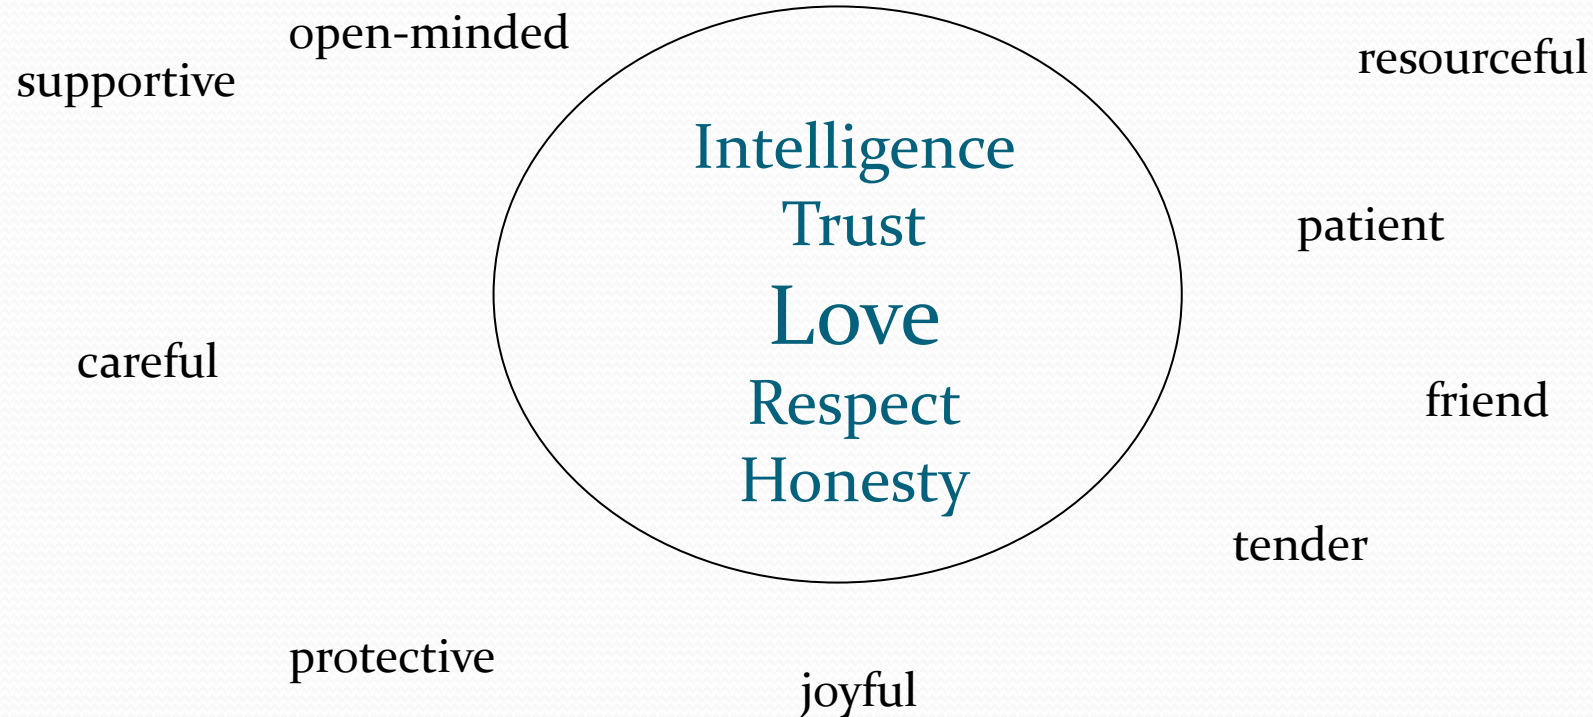 open-minded
supportive
resourceful
Intelligence
Trust
Love
Respect
Honesty
patient
careful
friend
tender
protective
joyful